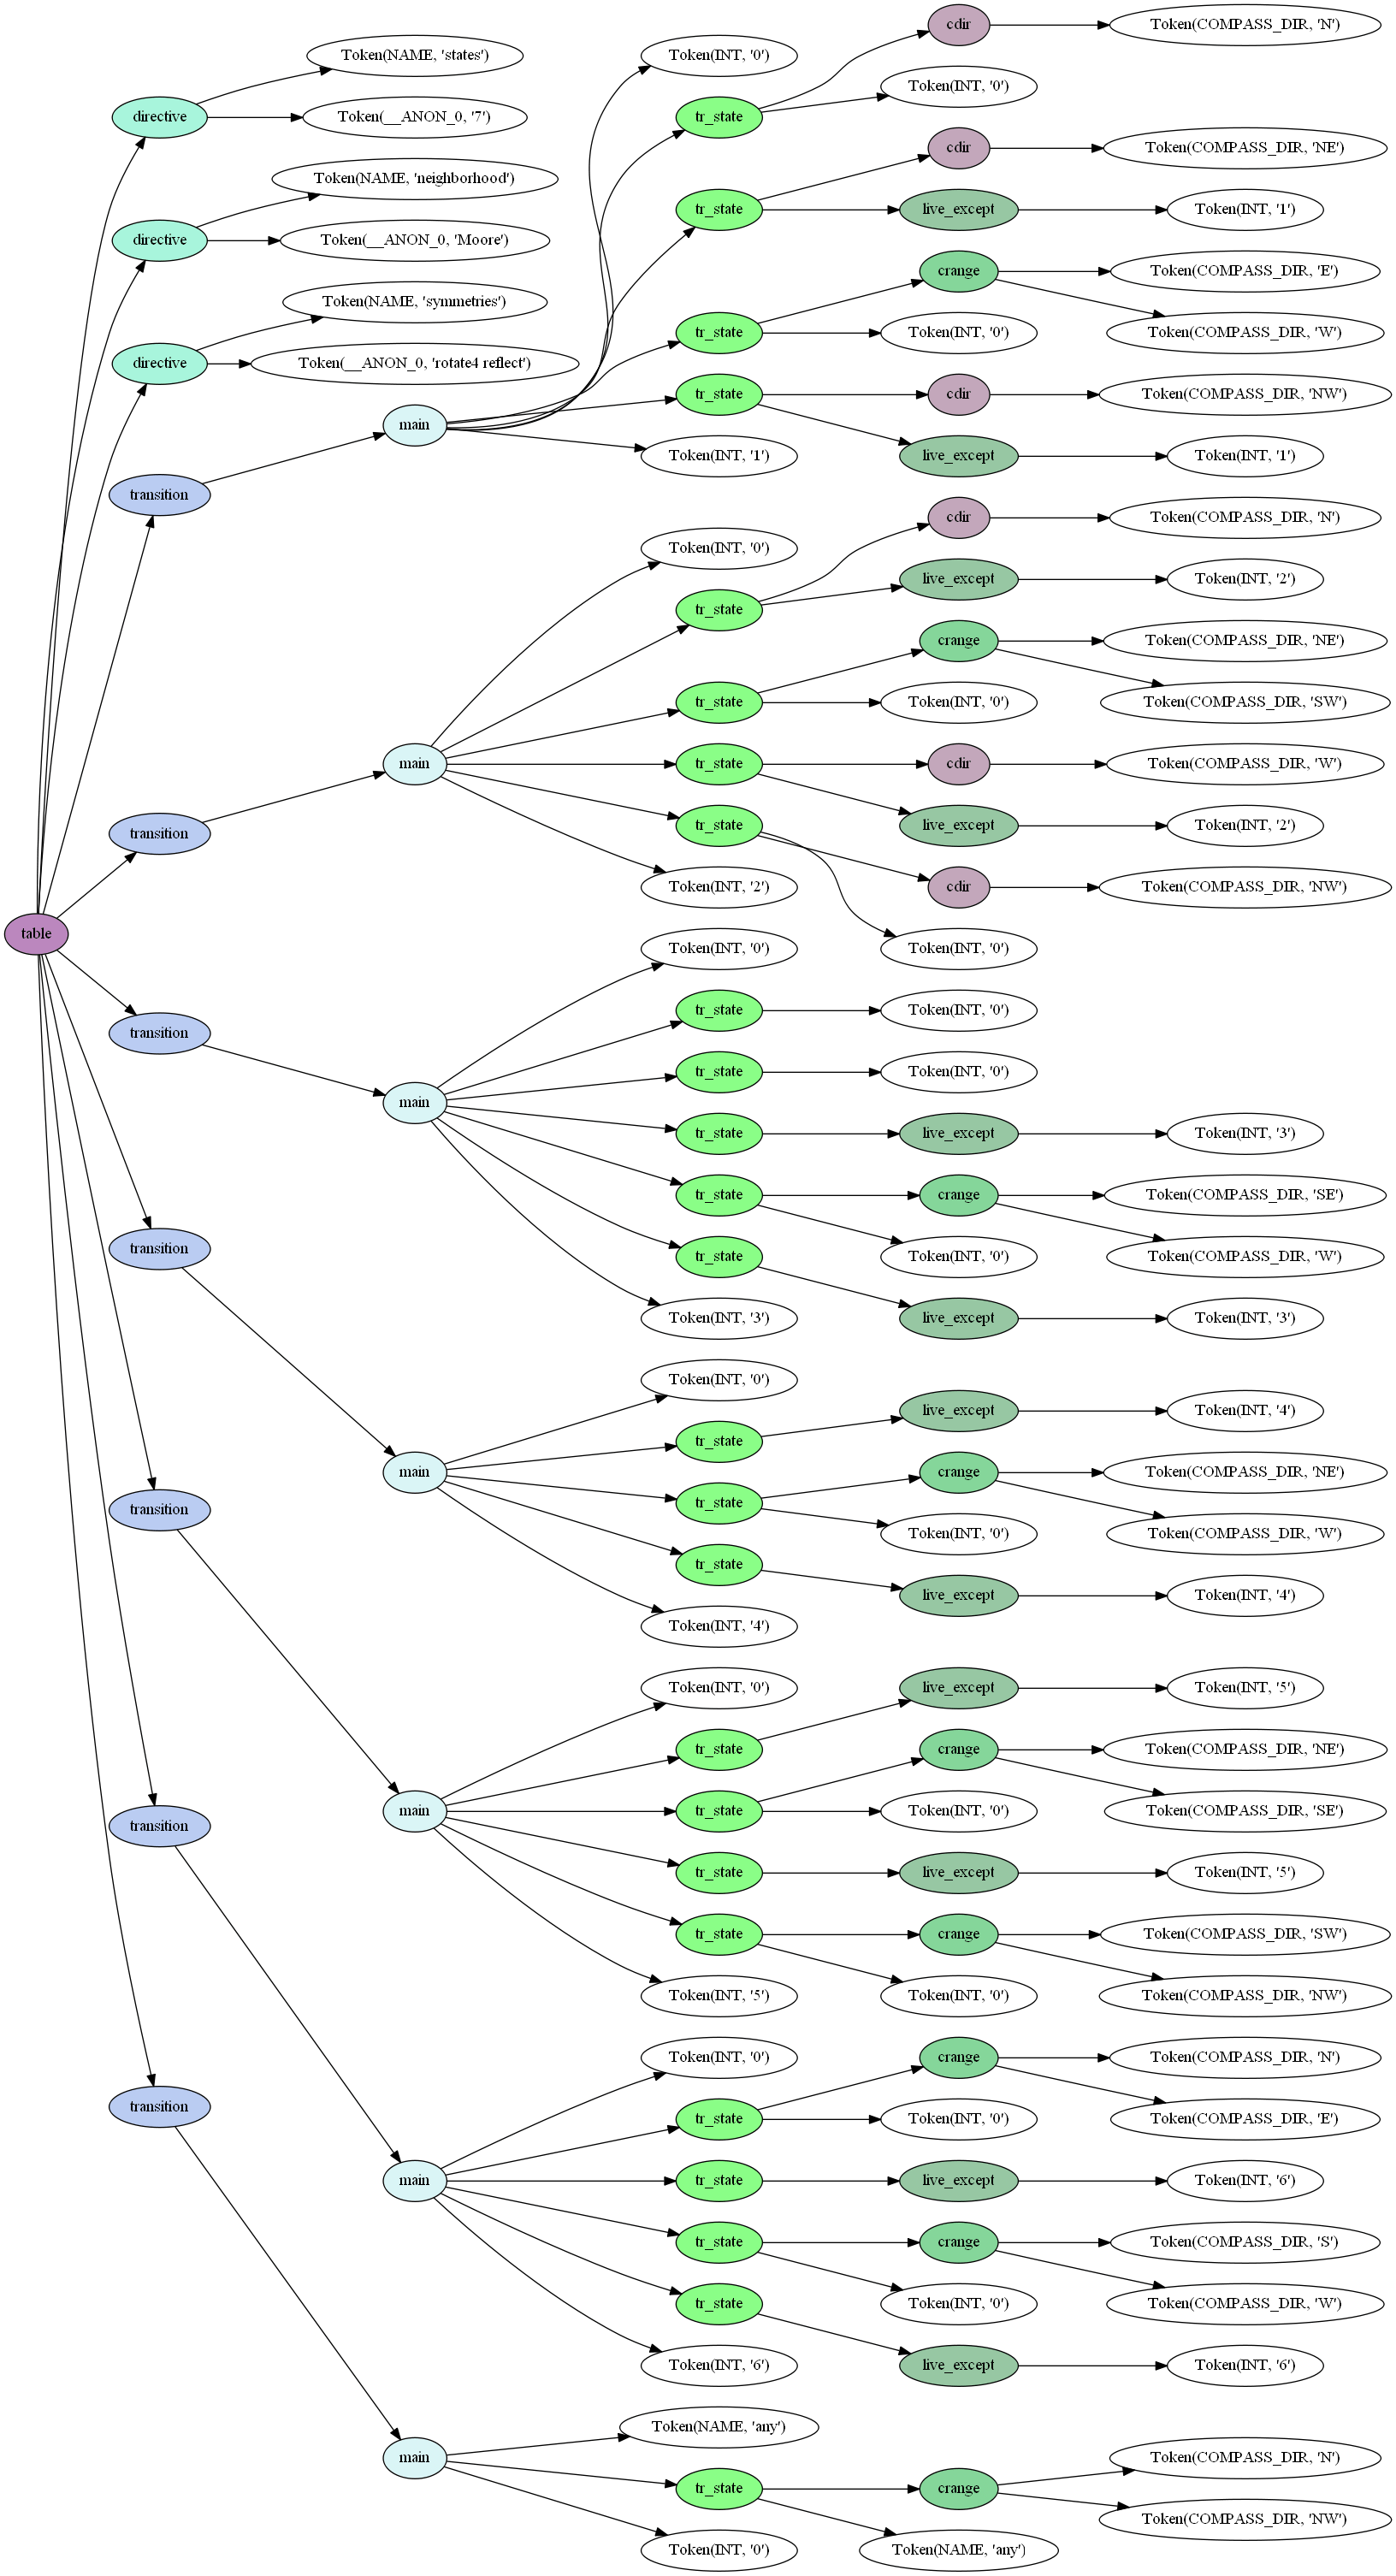 table
directive
Token(NAME, 'states')
Token(__ANON_0, '7')
directive
Token(NAME, 'neighborhood')
Token(__ANON_0, 'Moore')
directive
Token(NAME, 'symmetries')
Token(__ANON_0, 'rotate4 reflect')
transition
main
Token(INT, '0')
tr_state
cdir
Token(COMPASS_DIR, 'N')
Token(INT, '0')
tr_state
cdir
Token(COMPASS_DIR, 'NE')
live_except
Token(INT, '1')
tr_state
crange
Token(COMPASS_DIR, 'E')
Token(COMPASS_DIR, 'W')
Token(INT, '0')
tr_state
cdir
Token(COMPASS_DIR, 'NW')
live_except
Token(INT, '1')
Token(INT, '1')
transition
main
Token(INT, '0')
tr_state
cdir
Token(COMPASS_DIR, 'N')
live_except
Token(INT, '2')
tr_state
crange
Token(COMPASS_DIR, 'NE')
Token(COMPASS_DIR, 'SW')
Token(INT, '0')
tr_state
cdir
Token(COMPASS_DIR, 'W')
live_except
Token(INT, '2')
tr_state
cdir
Token(COMPASS_DIR, 'NW')
Token(INT, '0')
Token(INT, '2')
transition
main
Token(INT, '0')
tr_state
Token(INT, '0')
tr_state
Token(INT, '0')
tr_state
live_except
Token(INT, '3')
tr_state
crange
Token(COMPASS_DIR, 'SE')
Token(COMPASS_DIR, 'W')
Token(INT, '0')
tr_state
live_except
Token(INT, '3')
Token(INT, '3')
transition
main
Token(INT, '0')
tr_state
live_except
Token(INT, '4')
tr_state
crange
Token(COMPASS_DIR, 'NE')
Token(COMPASS_DIR, 'W')
Token(INT, '0')
tr_state
live_except
Token(INT, '4')
Token(INT, '4')
transition
main
Token(INT, '0')
tr_state
live_except
Token(INT, '5')
tr_state
crange
Token(COMPASS_DIR, 'NE')
Token(COMPASS_DIR, 'SE')
Token(INT, '0')
tr_state
live_except
Token(INT, '5')
tr_state
crange
Token(COMPASS_DIR, 'SW')
Token(COMPASS_DIR, 'NW')
Token(INT, '0')
Token(INT, '5')
transition
main
Token(INT, '0')
tr_state
crange
Token(COMPASS_DIR, 'N')
Token(COMPASS_DIR, 'E')
Token(INT, '0')
tr_state
live_except
Token(INT, '6')
tr_state
crange
Token(COMPASS_DIR, 'S')
Token(COMPASS_DIR, 'W')
Token(INT, '0')
tr_state
live_except
Token(INT, '6')
Token(INT, '6')
transition
main
Token(NAME, 'any')
tr_state
crange
Token(COMPASS_DIR, 'N')
Token(COMPASS_DIR, 'NW')
Token(NAME, 'any')
Token(INT, '0')